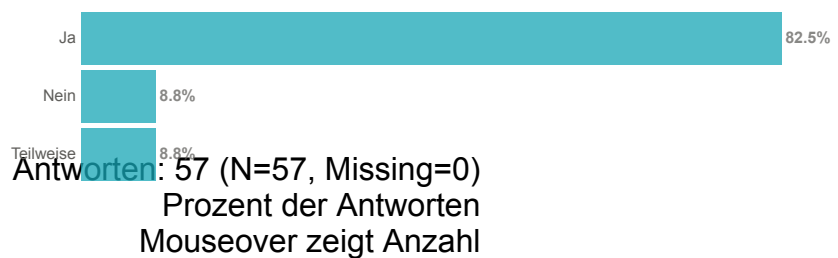 Ja 82.5%
Nein 8.8%
Teilweise 8.8%
Antworten: 57 (N=57, Missing=0)
Prozent der Antworten
Mouseover zeigt Anzahl